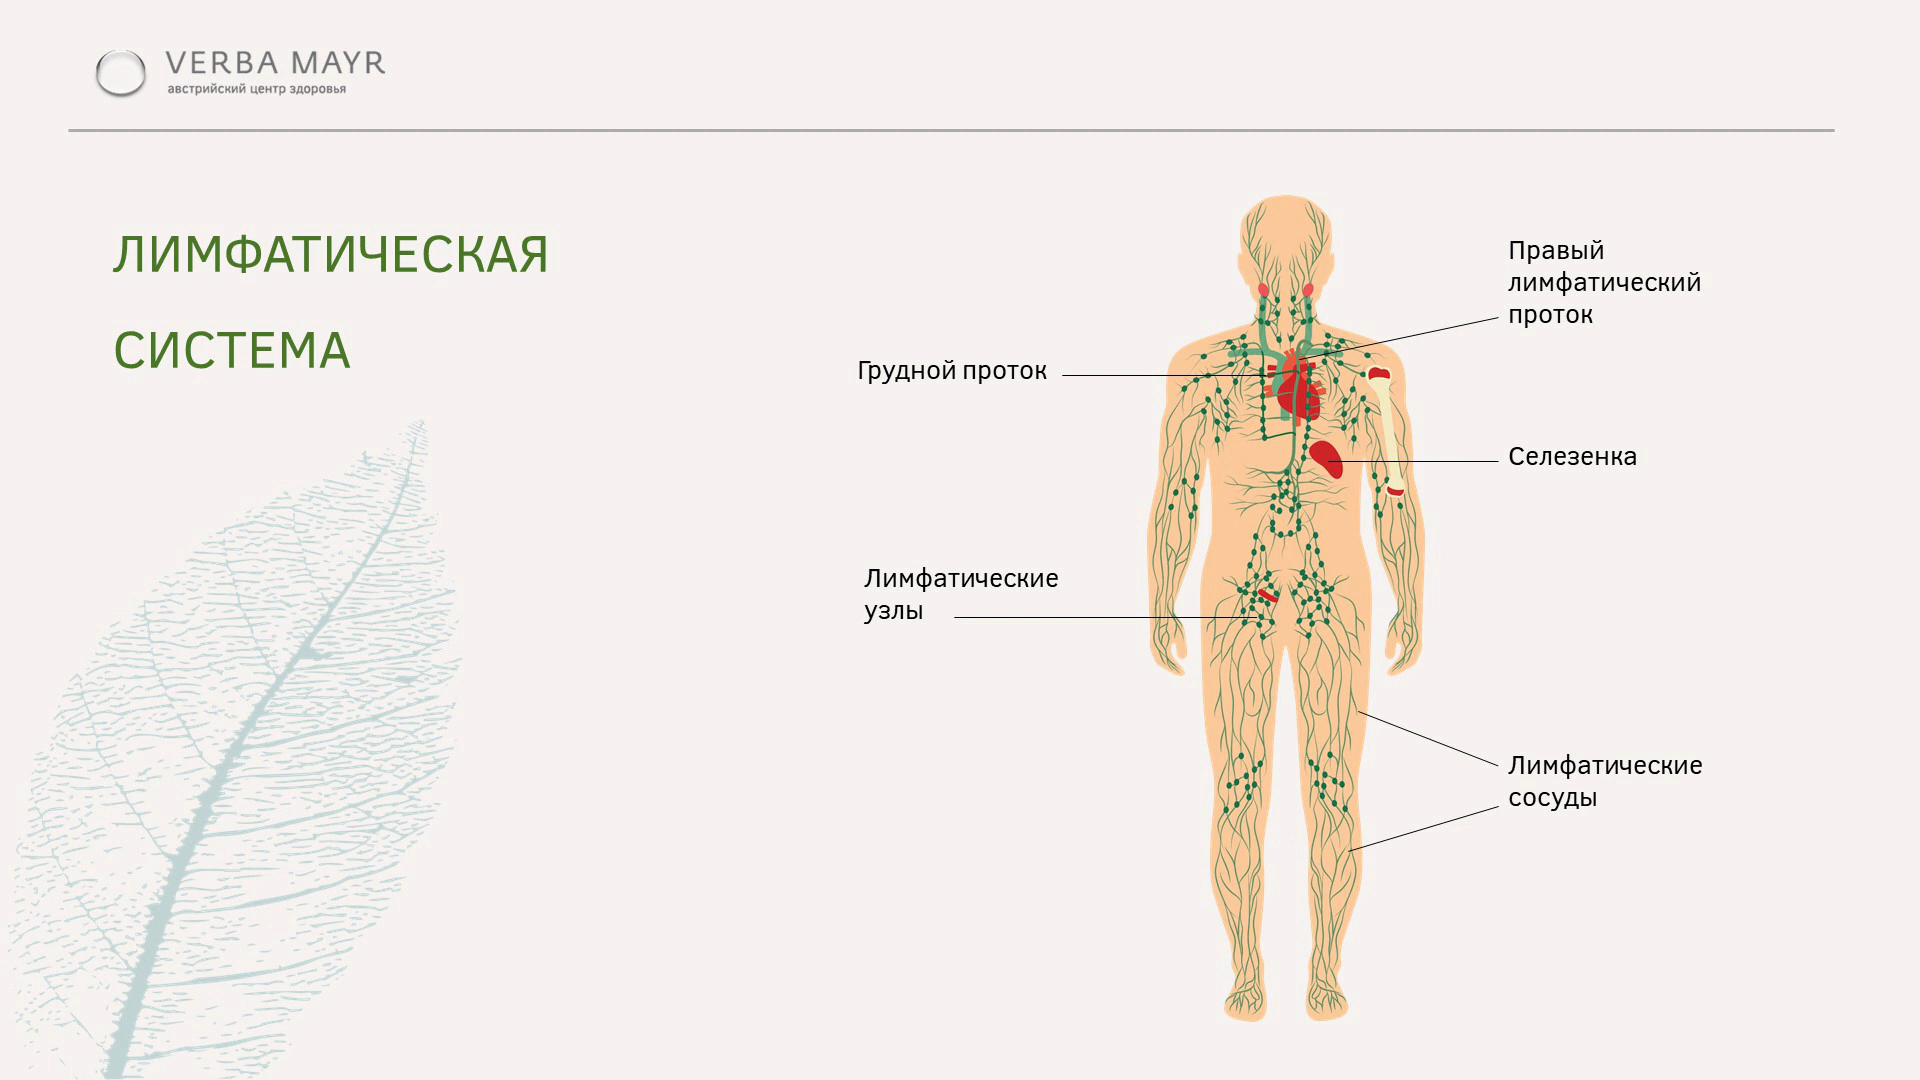 VERBA MAYR
австрийский центр здоровья
ЛИМФАТИЧЕСКАЯ
СИСТЕМА
Правый
лимфатический
проток
Грудной проток
Селезенка
Лимфатические
узлы
Лимфатические
сосуды